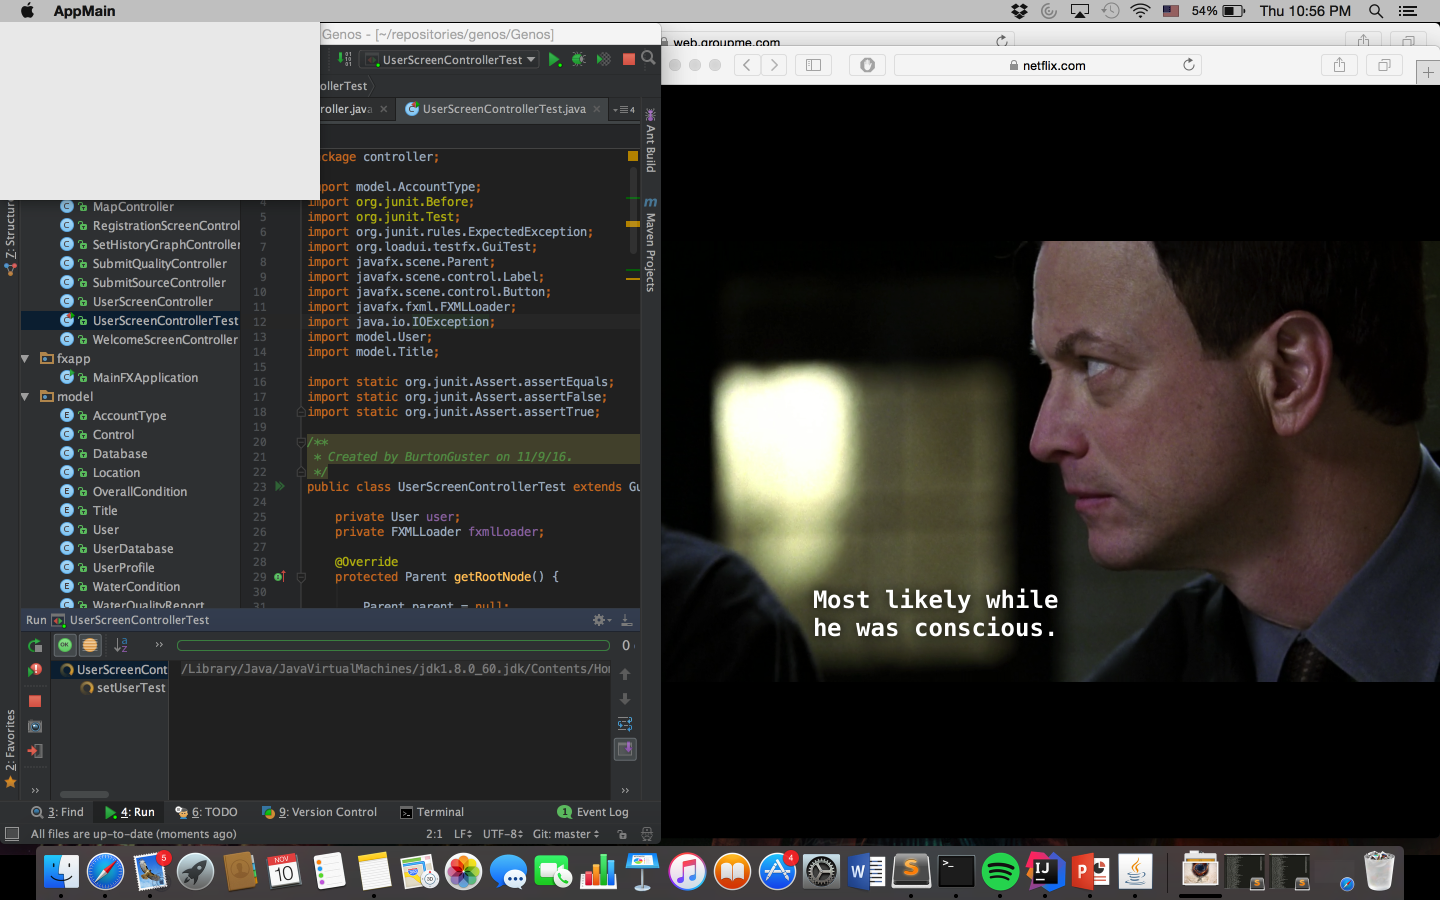 AppMain
54%
Thu 10:56 PM
Genos - [~/repositories/genos/Genos]
web.groupme.com
UserScreenControllerTest
netflix.com
ollerTest
roller.java
UserScreenControllerTest.java
4
Ant Build
Maven Projects
Z: Structure
2: Favorites
MapController
RegistrationScreenControl
SetHistoryGraphController
SubmitQualityController
SubmitSourceController
UserScreenController
UserScreenControllerTest
WelcomeScreenController
fxapp
MainFXApplication
model
AccountType
Control
Database
Location
OverallCondition
Title
User
UserDatabase
UserProfile
WaterCondition
WaterQualityReport
ckage controller;
port model.AccountType;
4 import org.junit.Before;
5 import org.junit.Test;
6 import org.junit.rules.ExpectedException;
7 import org.loadui.testfx.GuiTest;
8 import javafx.scene.Parent;
9 import javafx.scene.control.Label;
10 import javafx.scene.control.Button;
11 import javafx.fxml.FXMLLoader;
12 import java.io.IOException;
13 import model.User;
14 import model.Title;
15
16 import static org.junit.Assert.assertEquals;
17 import static org.junit.Assert.assertFalse;
18 import static org.junit.Assert.assertTrue;
19
20 /**
21 * Created by BurtonGuster on 11/9/16.
22 */
23 public class UserScreenControllerTest extends Gu
24
25 private User user;
26 private FXMLLoader fxmlLoader;
27
28 @Override
29 protected Parent getRootNode() {
30
31 Parent parent = null;
Most likely while
he was conscious.
Run UserScreenControllerTest
0
UserScreenCont
setUserTest
/Library/Java/JavaVirtualMachines/jdk1.8.0_60.jdk/Contents/Ho
3: Find
4: Run
6: TODO
9: Version Control
Terminal
1 Event Log
All files are up-to-date (moments ago)
2:1
LF
UTF-8
Git: master
5
NOV
10
4